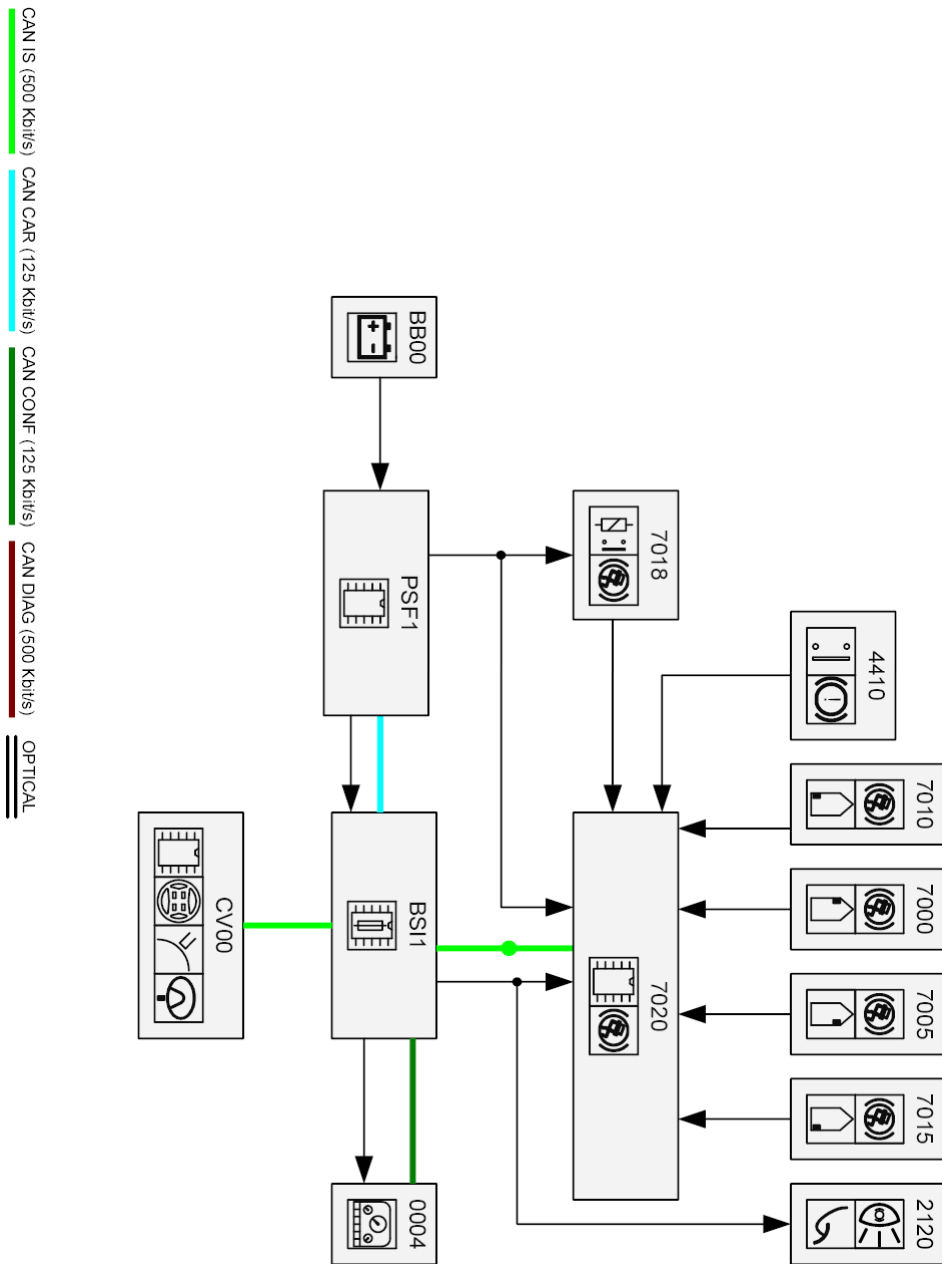 CAN IS (500 Kbit/s)
CAN CAR (125 Kbit/s)
CAN CONF (125 Kbit/s)
CAN DIAG (500 Kbit/s)
OPTICAL
7010
7000
7005
7015
2120
4410
7018
7020
BB00
PSF1
BSI1
0004
CV00